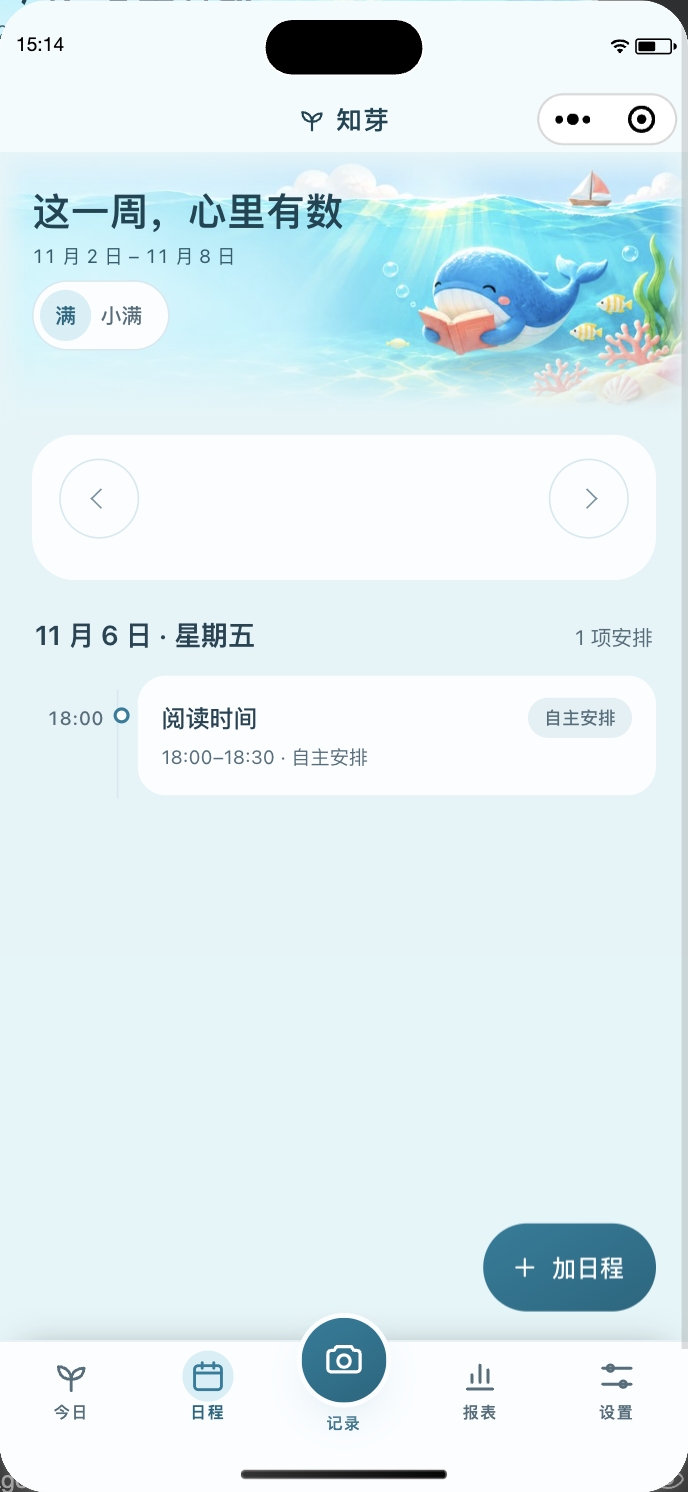 15:14
知芽
这一周，心里有数
11 月 2 日 – 11 月 8 日
满 小满
11 月 6 日 · 星期五
1 项安排
18:00
阅读时间
自主安排
18:00–18:30 · 自主安排
加日程
今日
日程
记录
报表
设置